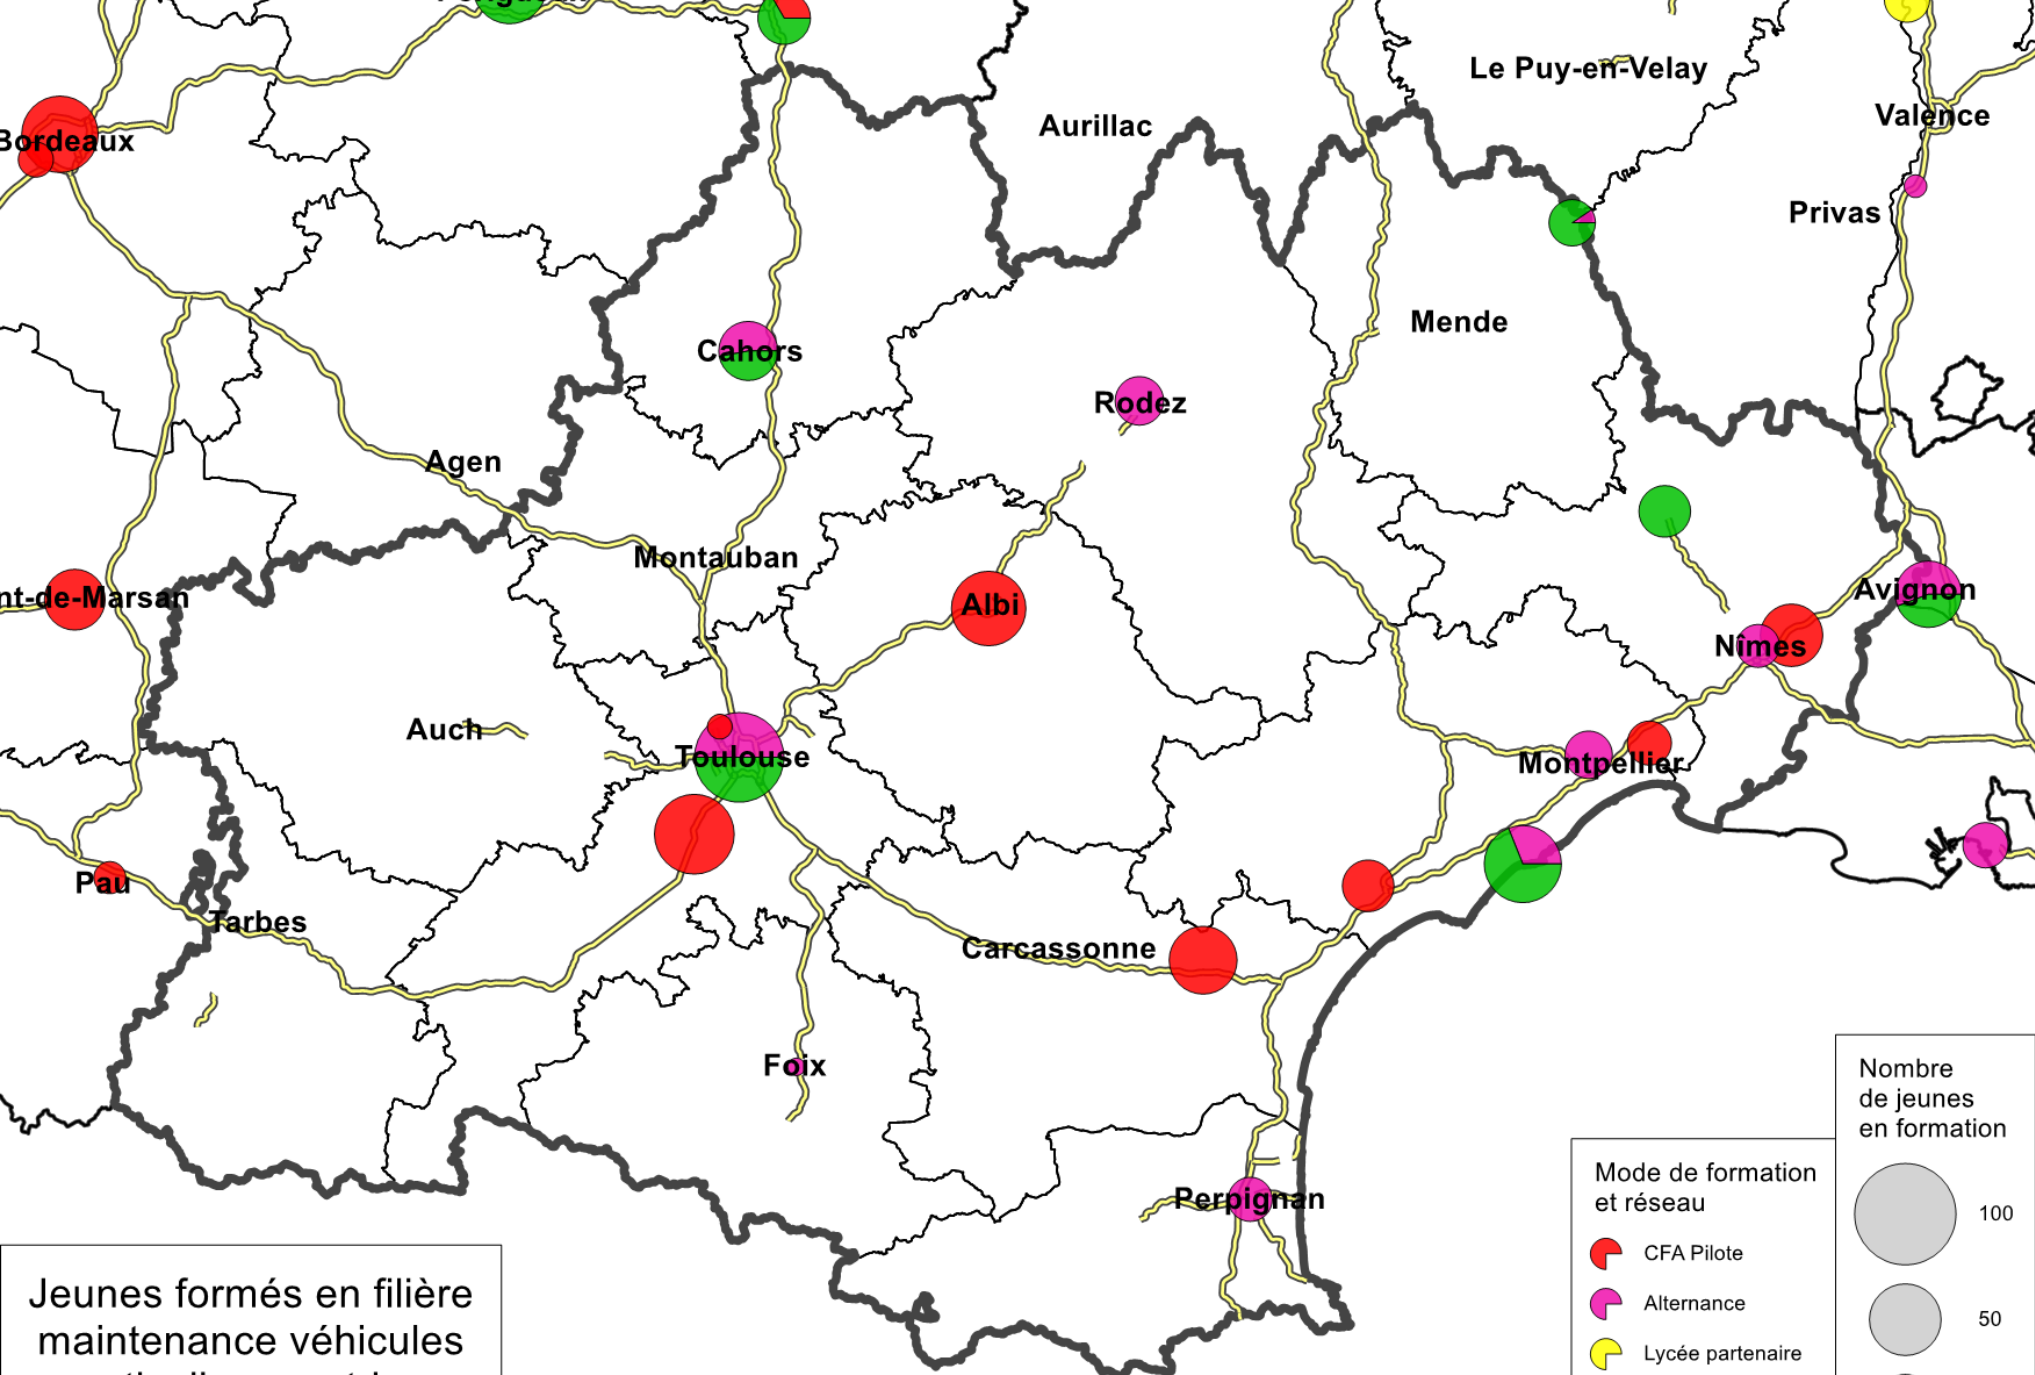 Le Puy-en-Velay
Aurillac
Valence
Bordeaux
Privas
Mende
Cahors
Rodez
Agen
Montauban
nt-de-Marsan
Albi
Avignon
Nîmes
Auch
Toulouse
Montpellier
Pau
Tarbes
Carcassonne
Foix
Perpignan
Nombre
de jeunes
en formation
100
50
Mode de formation
et réseau
CFA Pilote
Alternance
Lycée partenaire
Jeunes formés en filière
maintenance véhicules